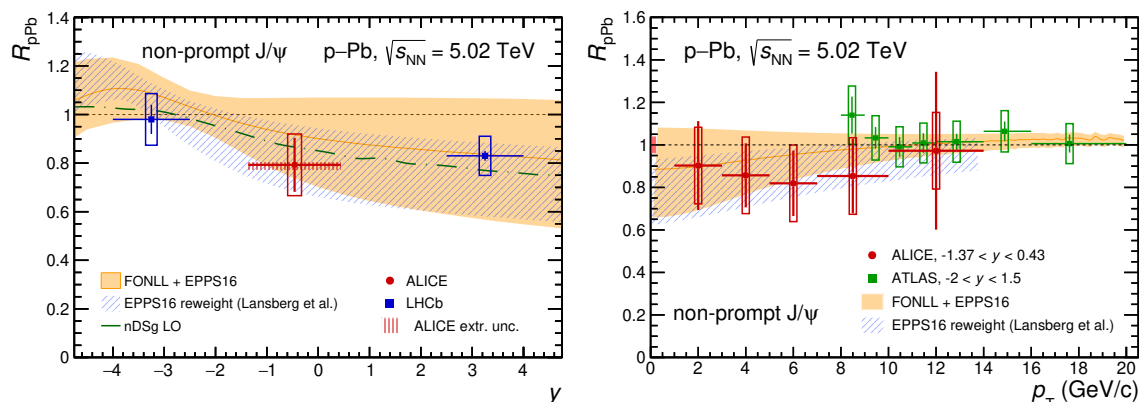 R_pPb
1.4
1.2
1
0.8
0.6
0.4
0.2
0
non-prompt J/ψ p−Pb, √s_NN = 5.02 TeV
FONLL + EPPS16
EPPS16 reweight (Lansberg et al.)
nDSg LO
ALICE
LHCb
ALICE extr. unc.
−4 −3 −2 −1 0 1 2 3 4
y
R_pPb
1.6
1.4
1.2
1
0.8
0.6
0.4
0.2
0
p−Pb, √s_NN = 5.02 TeV
ALICE, -1.37 < y < 0.43
ATLAS, -2 < y < 1.5
FONLL + EPPS16
EPPS16 reweight (Lansberg et al.)
non-prompt J/ψ
0 2 4 6 8 10 12 14 16 18 20
p_T (GeV/c)